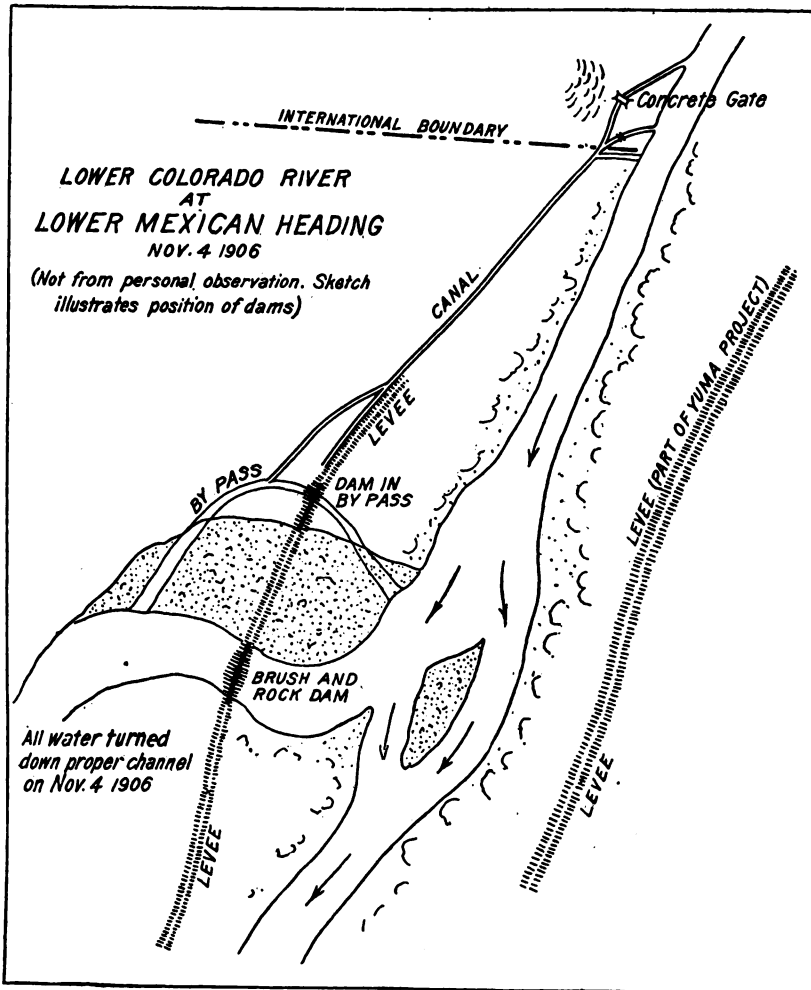 Concrete Gate
INTERNATIONAL BOUNDARY
LOWER COLORADO RIVER
AT
LOWER MEXICAN HEADING
NOV. 4 1906
(Not from personal observation. Sketch
illustrates position of dams)
CANAL
LEVEE (PART OF YUMA PROJECT)
LEVEE
BY PASS
DAM IN
BY PASS
BRUSH AND
ROCK DAM
All water turned
down proper channel
on Nov. 4 1906
LEVEE
LEVEE